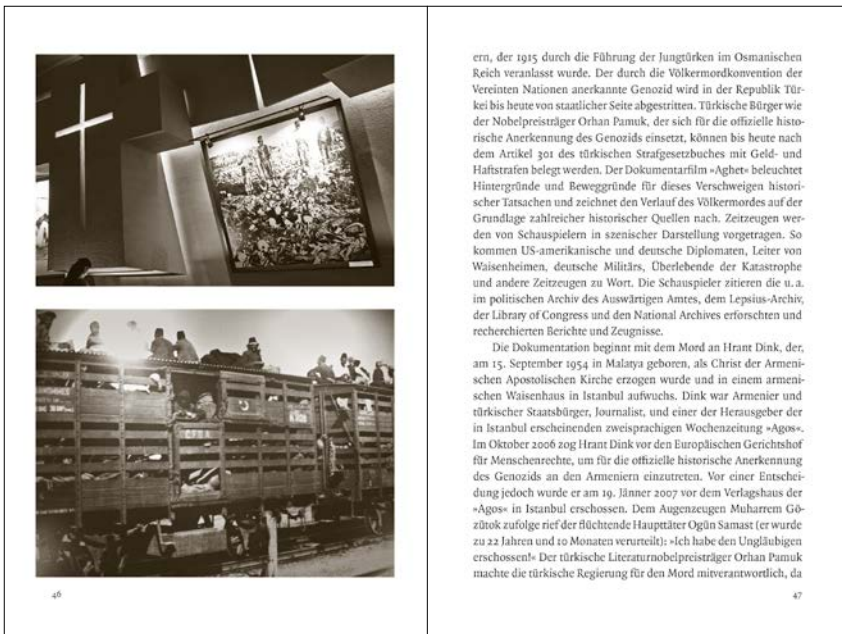 46
ern, der 1915 durch die Führung der Jungtürken im Osmanischen
Reich veranlasst wurde. Der durch die Völkermordkonvention der
Vereinten Nationen anerkannte Genozid wird in der Republik Tür-
kei bis heute von staatlicher Seite abgestritten. Türkische Bürger wie
der Nobelpreisträger Orhan Pamuk, der sich für die offizielle histo-
rische Anerkennung des Genozids einsetzt, können bis heute nach
dem Artikel 301 des türkischen Strafgesetzbuches mit Geld- und
Haftstrafen belegt werden. Der Dokumentarfilm »Aghet« beleuchtet
Hintergründe und Beweggründe für dieses Verschweigen histori-
scher Tatsachen und zeichnet den Verlauf des Völkermordes auf der
Grundlage zahlreicher historischer Quellen nach. Zeitzeugen wer-
den von Schauspielern in szenischer Darstellung vorgetragen. So
kommen US-amerikanische und deutsche Diplomaten, Leiter von
Waisenheimen, deutsche Militärs, Überlebende der Katastrophe
und andere Zeitzeugen zu Wort. Die Schauspieler zitieren die u. a.
im politischen Archiv des Auswärtigen Amtes, dem Lepsius-Archiv,
der Library of Congress und den National Archives erforschten und
recherchierten Berichte und Zeugnisse.
Die Dokumentation beginnt mit dem Mord an Hrant Dink, der,
am 15. September 1954 in Malatya geboren, als Christ der Armeni-
schen Apostolischen Kirche erzogen wurde und in einem armeni-
schen Waisenhaus in Istanbul aufwuchs. Dink war Armenier und
türkischer Staatsbürger, Journalist, und einer der Herausgeber der
in Istanbul erscheinenden zweisprachigen Wochenzeitung »Agos«.
Im Oktober 2006 zog Hrant Dink vor den Europäischen Gerichtshof
für Menschenrechte, um für die offizielle historische Anerkennung
des Genozids an den Armeniern einzutreten. Vor einer Entschei-
dung jedoch wurde er am 19. Jänner 2007 vor dem Verlagshaus der
»Agos« in Istanbul erschossen. Dem Augenzeugen Muharrem Gö-
zütok zufolge rief der flüchtende Haupttäter Ogün Samast (er wurde
zu 22 Jahren und 10 Monaten verurteilt): »Ich habe den Ungläubigen
erschossen!« Der türkische Literaturnobelpreisträger Orhan Pamuk
machte die türkische Regierung für den Mord mitverantwortlich, da
47